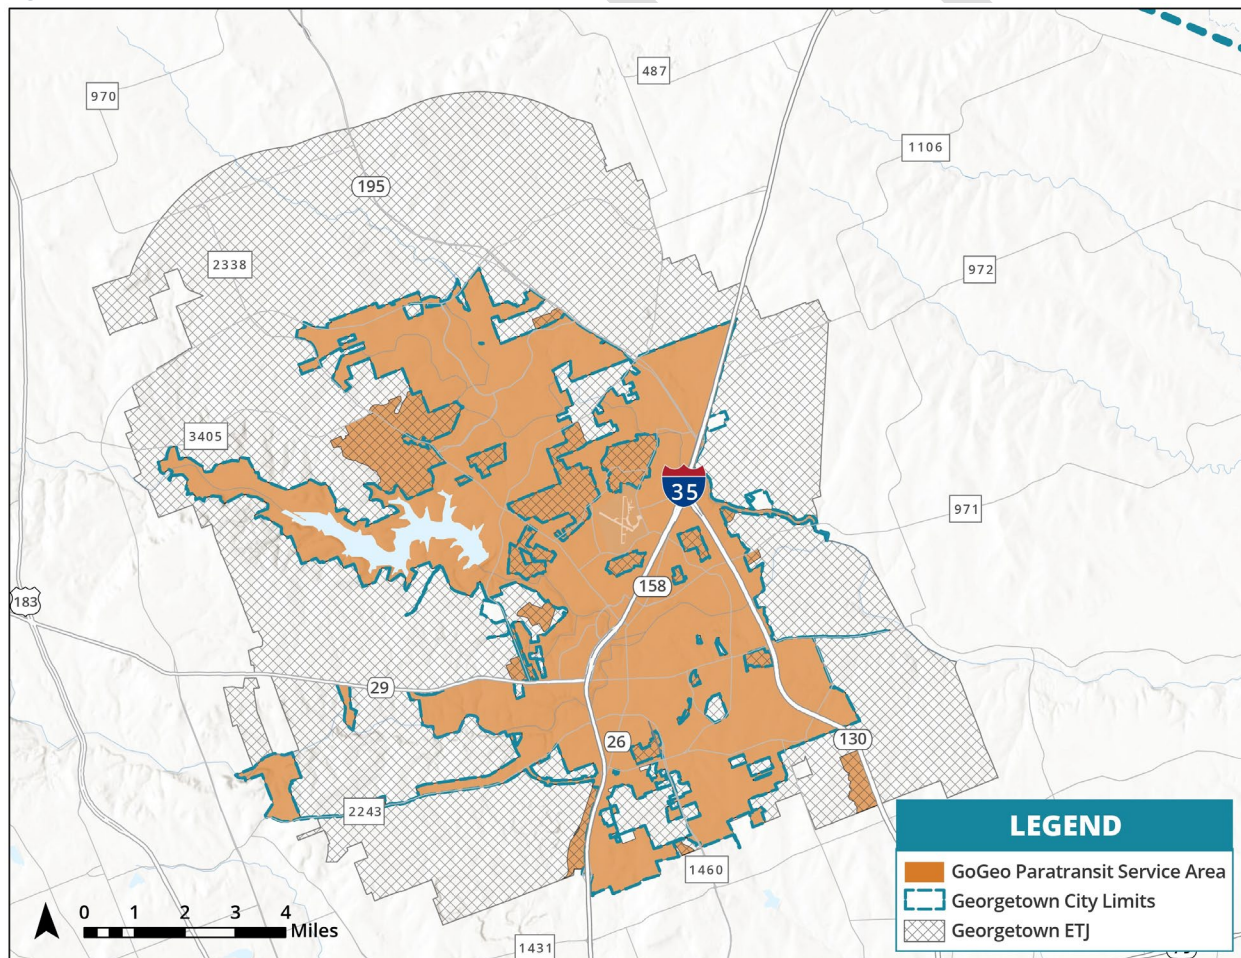 487
970
1106
195
2338
972
3405
35
971
158
183
29
26
130
2243
LEGEND
GoGeo Paratransit Service Area
Georgetown City Limits
Georgetown ETJ
1460
0 1 2 3 4
Miles
1431